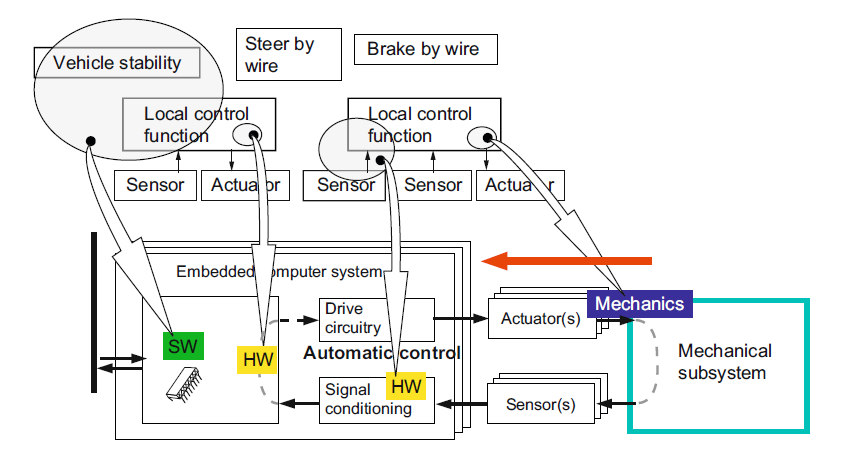 Vehicle stability
Steer by
wire
Brake by wire
Local control
function
Local control
function
Sensor
Actuator
Sensor
Sensor
Actuator
Embedded computer system
Drive
circuitry
Actuator(s)
Mechanics
SW
HW
Automatic control
HW
Mechanical
subsystem
Signal
conditioning
Sensor(s)